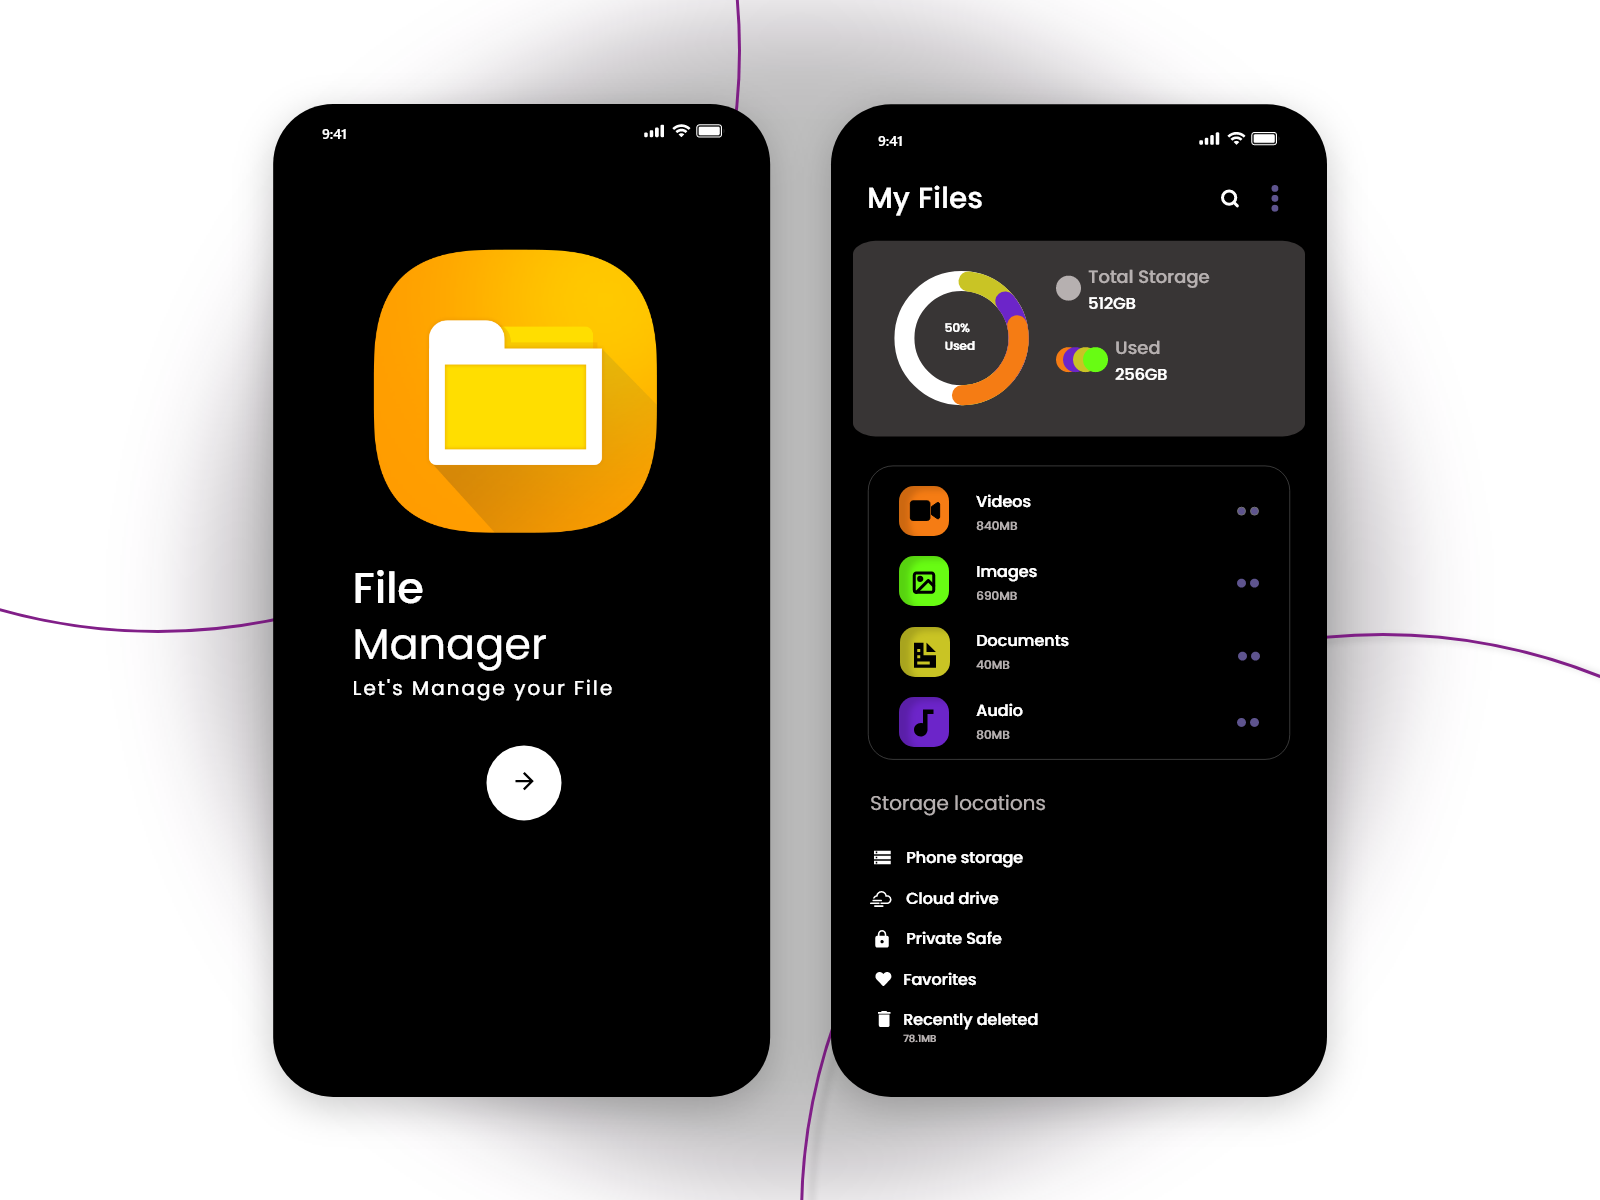 9:41
File
Manager
Let's Manage your File
9:41
My Files
50%
Used
Total Storage
512GB
Used
256GB
Videos
840MB
Images
690MB
Documents
40MB
Audio
80MB
Storage locations
Phone storage
Cloud drive
Private Safe
Favorites
Recently deleted
78.1MB